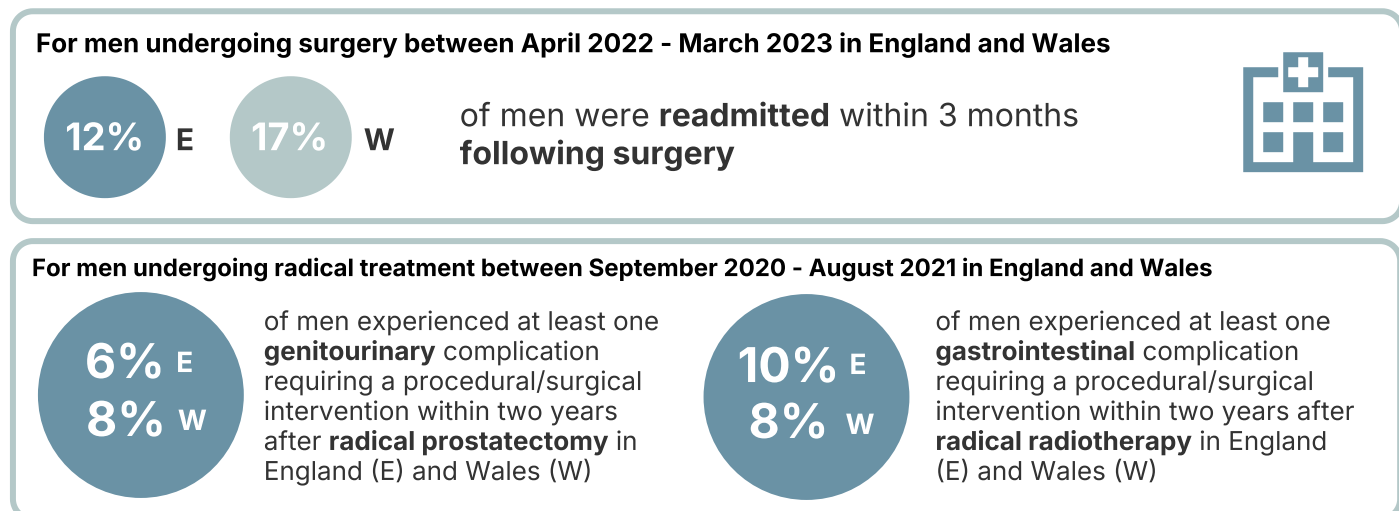 For men undergoing surgery between April 2022 - March 2023 in England and Wales
12% E 17% W
of men were readmitted within 3 months
following surgery
For men undergoing radical treatment between September 2020 - August 2021 in England and Wales
6% E
8% W
of men experienced at least one
genitourinary complication
requiring a procedural/surgical
intervention within two years
after radical prostatectomy in
England (E) and Wales (W)
10% E
8% W
of men experienced at least one
gastrointestinal complication
requiring a procedural/surgical
intervention within two years after
radical radiotherapy in England
(E) and Wales (W)